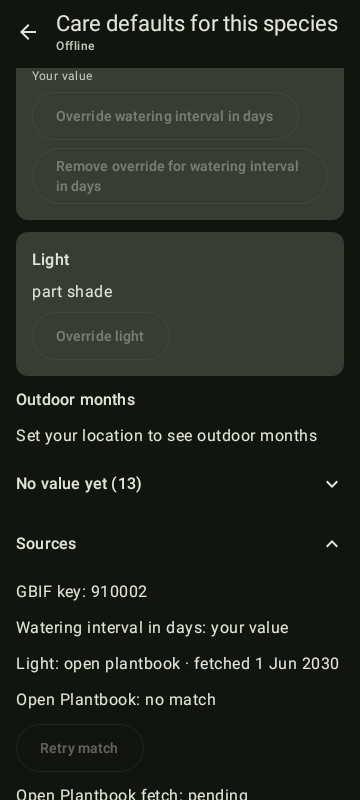 Care defaults for this species
Offline
Your value
Override watering interval in days
Remove override for watering interval
in days
Light
part shade
Override light
Outdoor months
Set your location to see outdoor months
No value yet (13)
Sources
GBIF key: 910002
Watering interval in days: your value
Light: open plantbook · fetched 1 Jun 2030
Open Plantbook: no match
Retry match
Open Plantbook fetch: pending